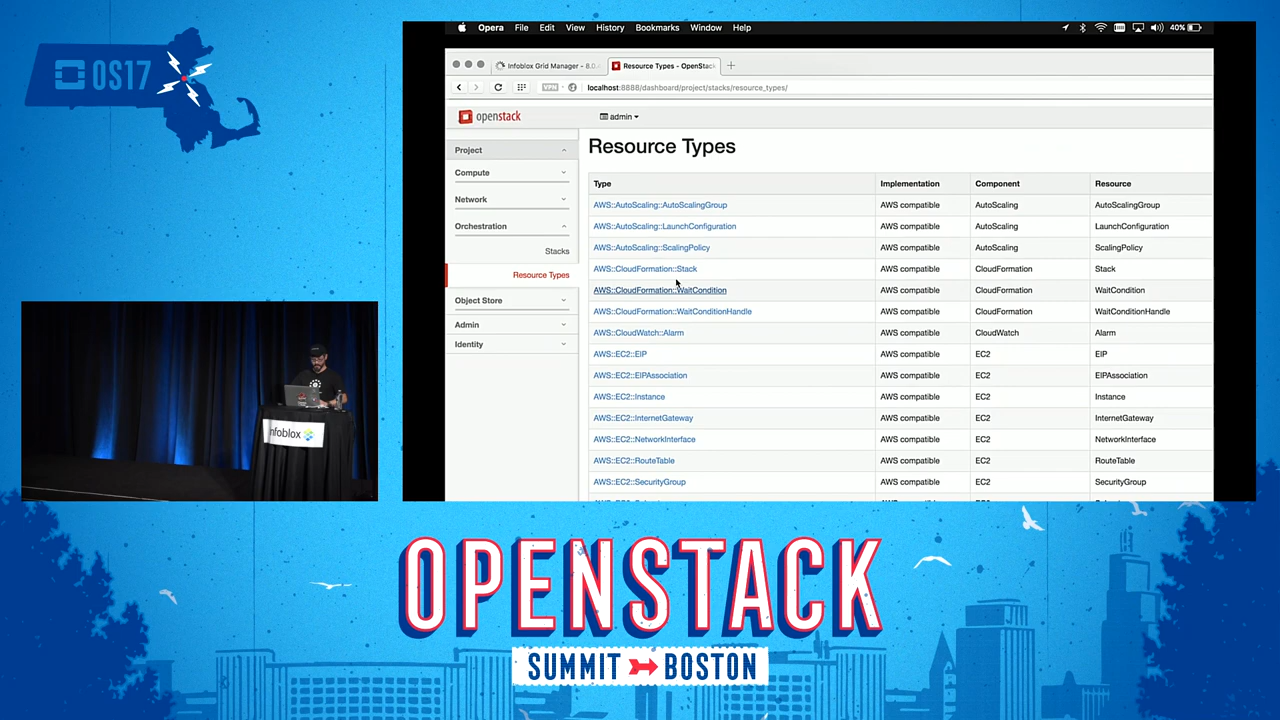 OS17
Opera File Edit View History Bookmarks Window Help
40%
Infoblox Grid Manager - 8.0.
Resource Types - OpenStack
VPN
localhost:8888/dashboard/project/stacks/resource_types/
openstack
admin
Project
Compute
Network
Orchestration
Stacks
Resource Types
Object Store
Admin
Identity
Resource Types
Type Implementation Component Resource
AWS::AutoScaling::AutoScalingGroup AWS compatible AutoScaling AutoScalingGroup
AWS::AutoScaling::LaunchConfiguration AWS compatible AutoScaling LaunchConfiguration
AWS::AutoScaling::ScalingPolicy AWS compatible AutoScaling ScalingPolicy
AWS::CloudFormation::Stack AWS compatible CloudFormation Stack
AWS::CloudFormation::WaitCondition AWS compatible CloudFormation WaitCondition
AWS::CloudFormation::WaitConditionHandle AWS compatible CloudFormation WaitConditionHandle
AWS::CloudWatch::Alarm AWS compatible CloudWatch Alarm
AWS::EC2::EIP AWS compatible EC2 EIP
AWS::EC2::EIPAssociation AWS compatible EC2 EIPAssociation
AWS::EC2::Instance AWS compatible EC2 Instance
AWS::EC2::InternetGateway AWS compatible EC2 InternetGateway
AWS::EC2::NetworkInterface AWS compatible EC2 NetworkInterface
AWS::EC2::RouteTable AWS compatible EC2 RouteTable
AWS::EC2::SecurityGroup AWS compatible EC2 SecurityGroup
nfoblox
OPENSTACK
SUMMIT BOSTON